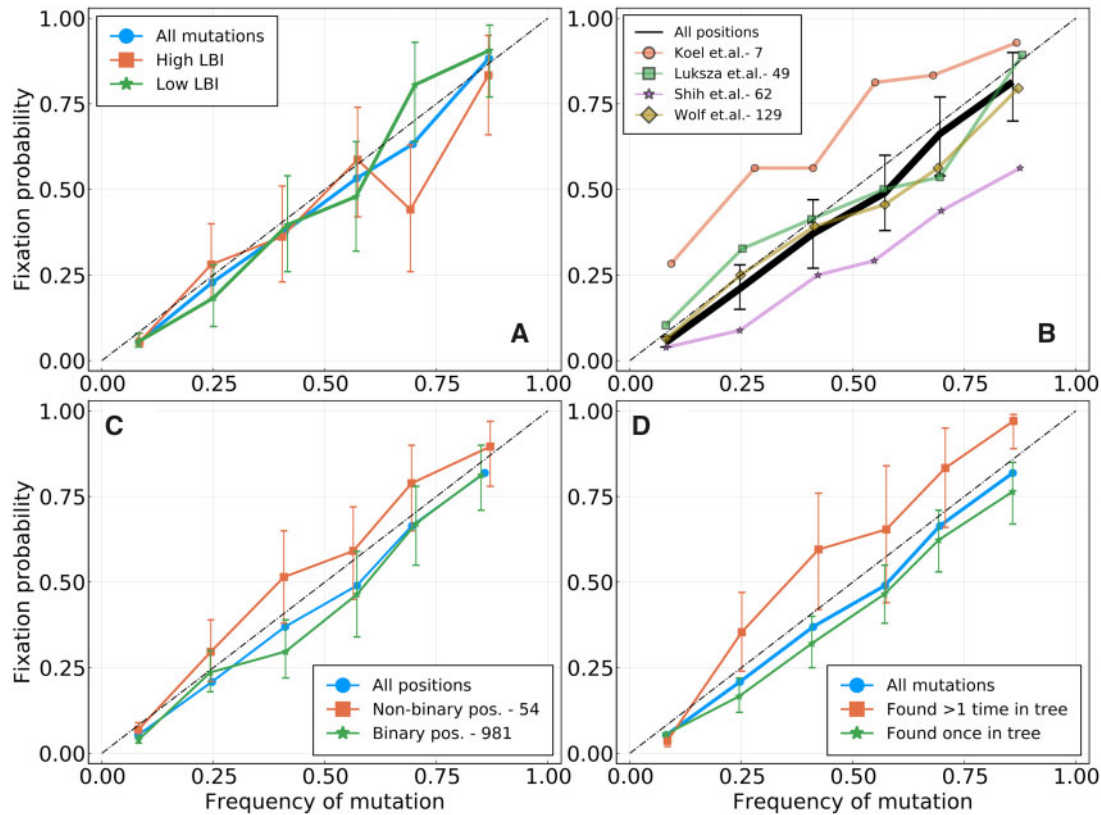 1.00
0.75
0.50
0.25
0.00
Fixation probability
All mutations
High LBI
Low LBI
A
0.00 0.25 0.50 0.75 1.00
1.00
0.75
0.50
0.25
0.00
All positions
Koel et.al.- 7
Luksza et.al.- 49
Shih et.al.- 62
Wolf et.al.- 129
B
0.00 0.25 0.50 0.75 1.00
C
1.00
0.75
0.50
0.25
0.00
Fixation probability
All positions
Non-binary pos. - 54
Binary pos. - 981
0.00 0.25 0.50 0.75 1.00
Frequency of mutation
D
1.00
0.75
0.50
0.25
0.00
All mutations
Found >1 time in tree
Found once in tree
0.00 0.25 0.50 0.75 1.00
Frequency of mutation